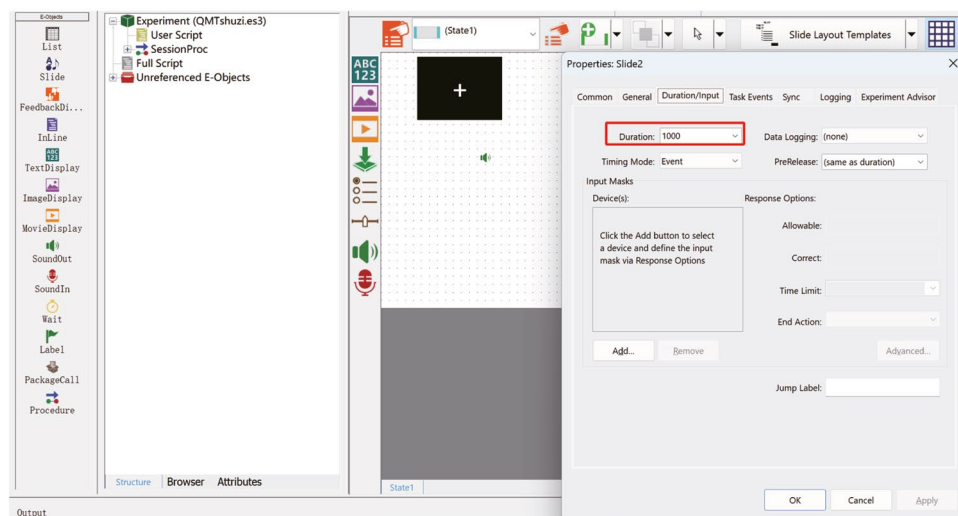 E-Objects
List
Slide
FeedbackDi...
InLine
ABC
123
TextDisplay
ImageDisplay
MovieDisplay
SoundOut
SoundIn
Wait
Label
PackageCall
Procedure
Experiment (QMTshuzi.es3)
User Script
SessionProc
Full Script
Unreferenced E-Objects
Structure Browser Attributes
Output
(State1)
Slide Layout Templates
ABC
123
State1
Properties: Slide2
Common General Duration/Input Task Events Sync Logging Experiment Advisor
Duration: 1000 Data Logging: (none)
Timing Mode: Event PreRelease: (same as duration)
Input Masks
Device(s): Response Options:
Click the Add button to select
a device and define the input
mask via Response Options
Allowable:
Correct:
Time Limit:
End Action:
Add... Remove Advanced...
Jump Label:
OK Cancel Apply